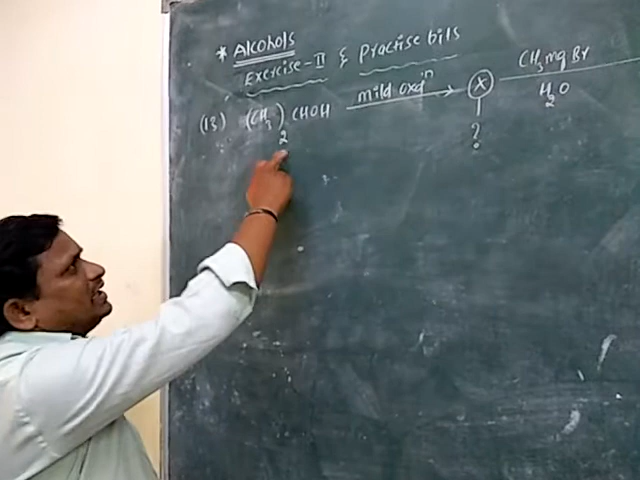 * Alcohols
Exercise-II & Practise bits
(13) (CH3)2 CHOH mild oxdn → X CH3MgBr
H2O
?